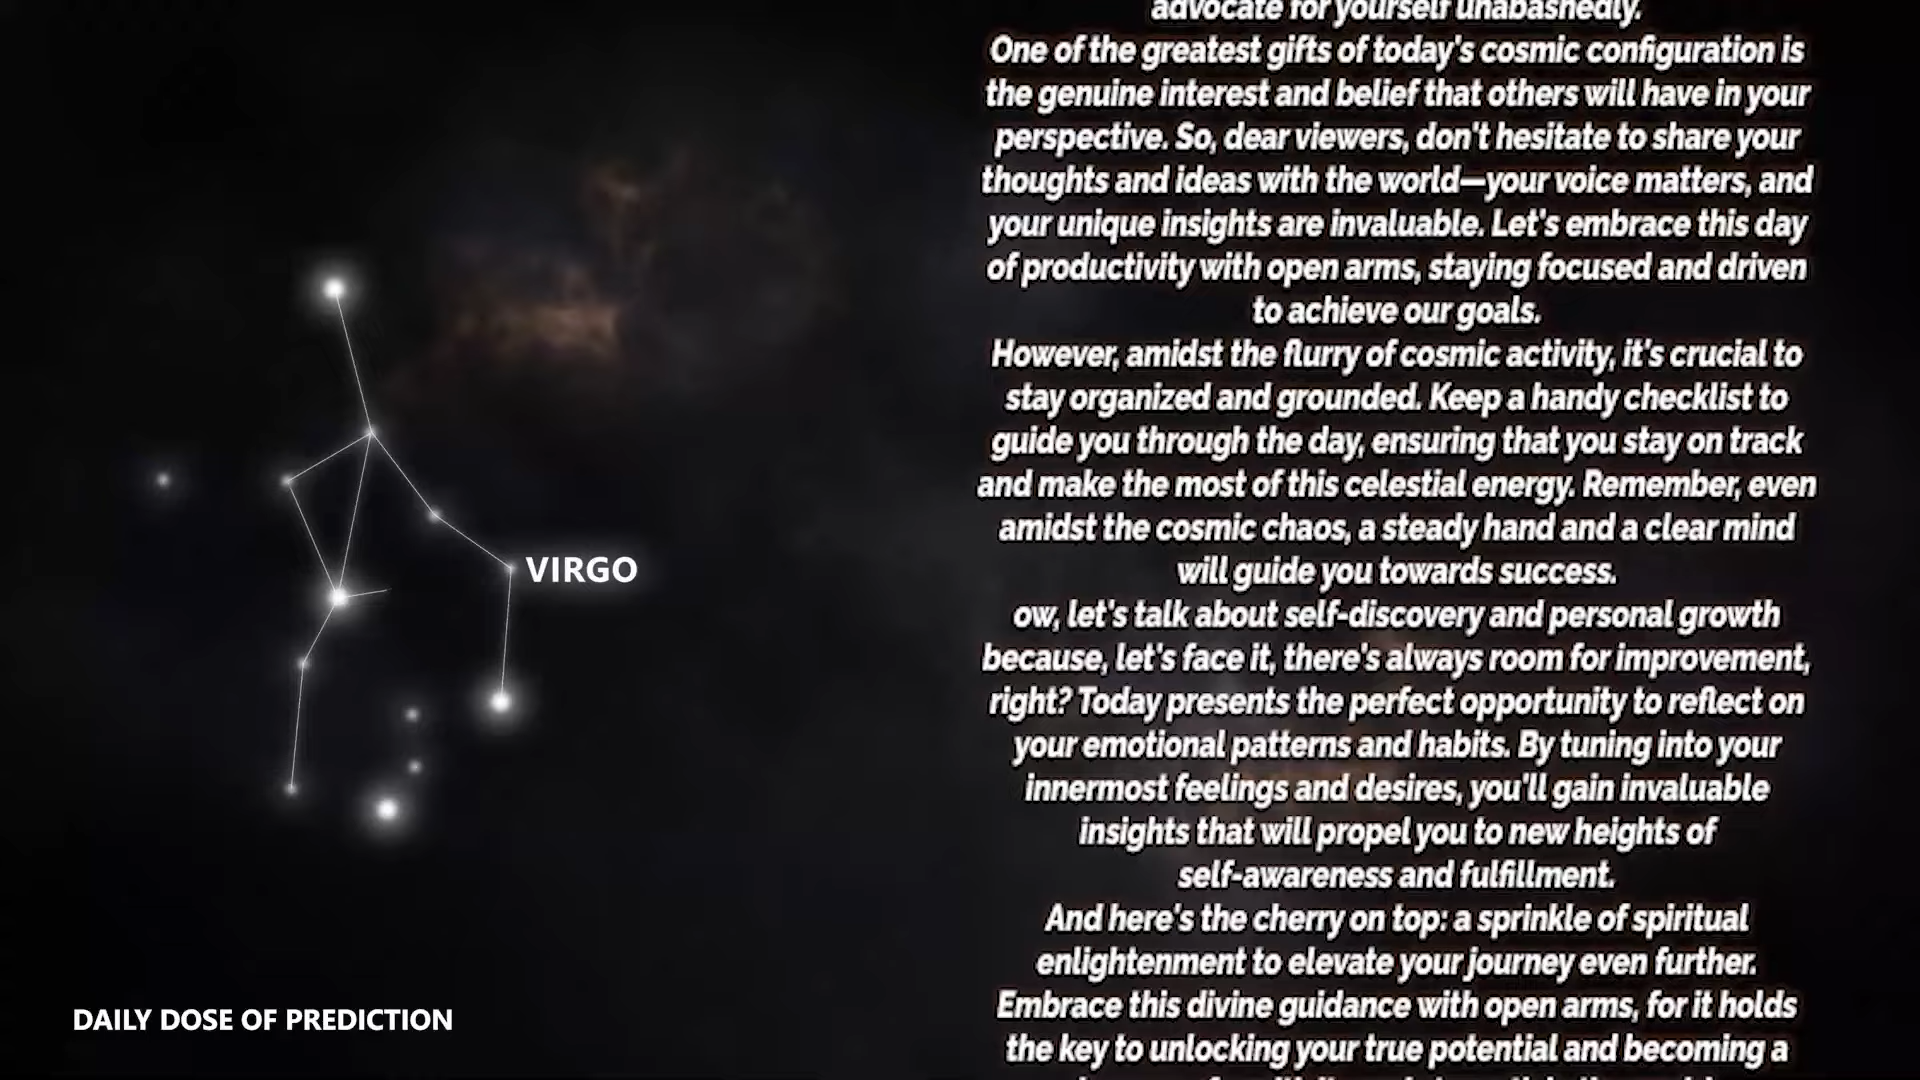 advocate for yourself unabashedly.
One of the greatest gifts of today's cosmic configuration is
the genuine interest and belief that others will have in your
perspective. So, dear viewers, don't hesitate to share your
thoughts and ideas with the world—your voice matters, and
your unique insights are invaluable. Let's embrace this day
of productivity with open arms, staying focused and driven
to achieve our goals.
However, amidst the flurry of cosmic activity, it's crucial to
stay organized and grounded. Keep a handy checklist to
guide you through the day, ensuring that you stay on track
and make the most of this celestial energy. Remember, even
amidst the cosmic chaos, a steady hand and a clear mind
will guide you towards success.
ow, let's talk about self-discovery and personal growth
because, let's face it, there's always room for improvement,
right? Today presents the perfect opportunity to reflect on
your emotional patterns and habits. By tuning into your
innermost feelings and desires, you'll gain invaluable
insights that will propel you to new heights of
self-awareness and fulfillment.
And here's the cherry on top: a sprinkle of spiritual
enlightenment to elevate your journey even further.
Embrace this divine guidance with open arms, for it holds
the key to unlocking your true potential and becoming a
VIRGO
DAILY DOSE OF PREDICTION